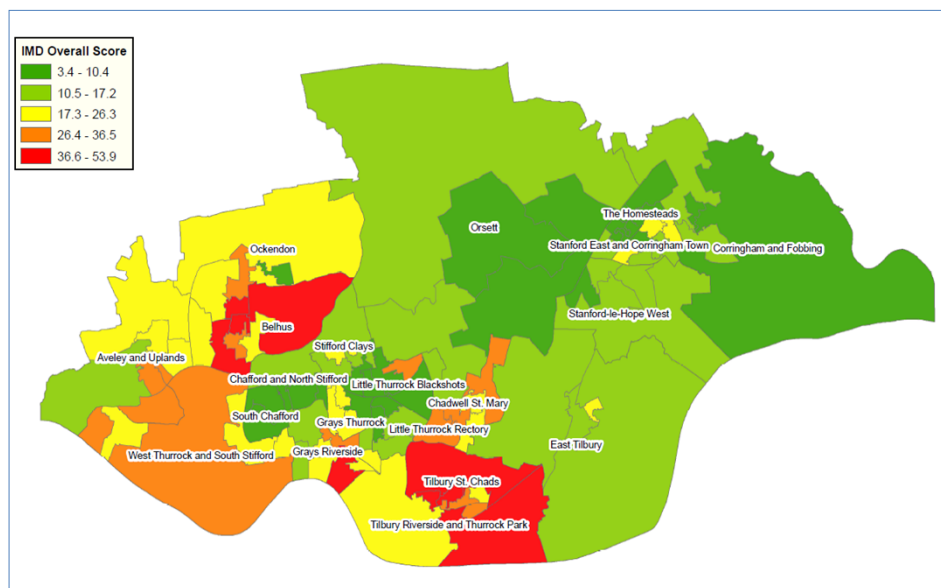 IMD Overall Score
3.4 - 10.4
10.5 - 17.2
17.3 - 26.3
26.4 - 36.5
36.6 - 53.9
The Homesteads
Orsett
Ockendon
Stanford East and Corringham Town
Corringham and Fobbing
Stanford-le-Hope West
Belhus
Stifford Clays
Aveley and Uplands
Chafford and North Stifford
Little Thurrock Blackshots
Chadwell St. Mary
South Chafford
Grays Thurrock
Little Thurrock Rectory
East Tilbury
West Thurrock and South Stifford
Grays Riverside
Tilbury St. Chads
Tilbury Riverside and Thurrock Park